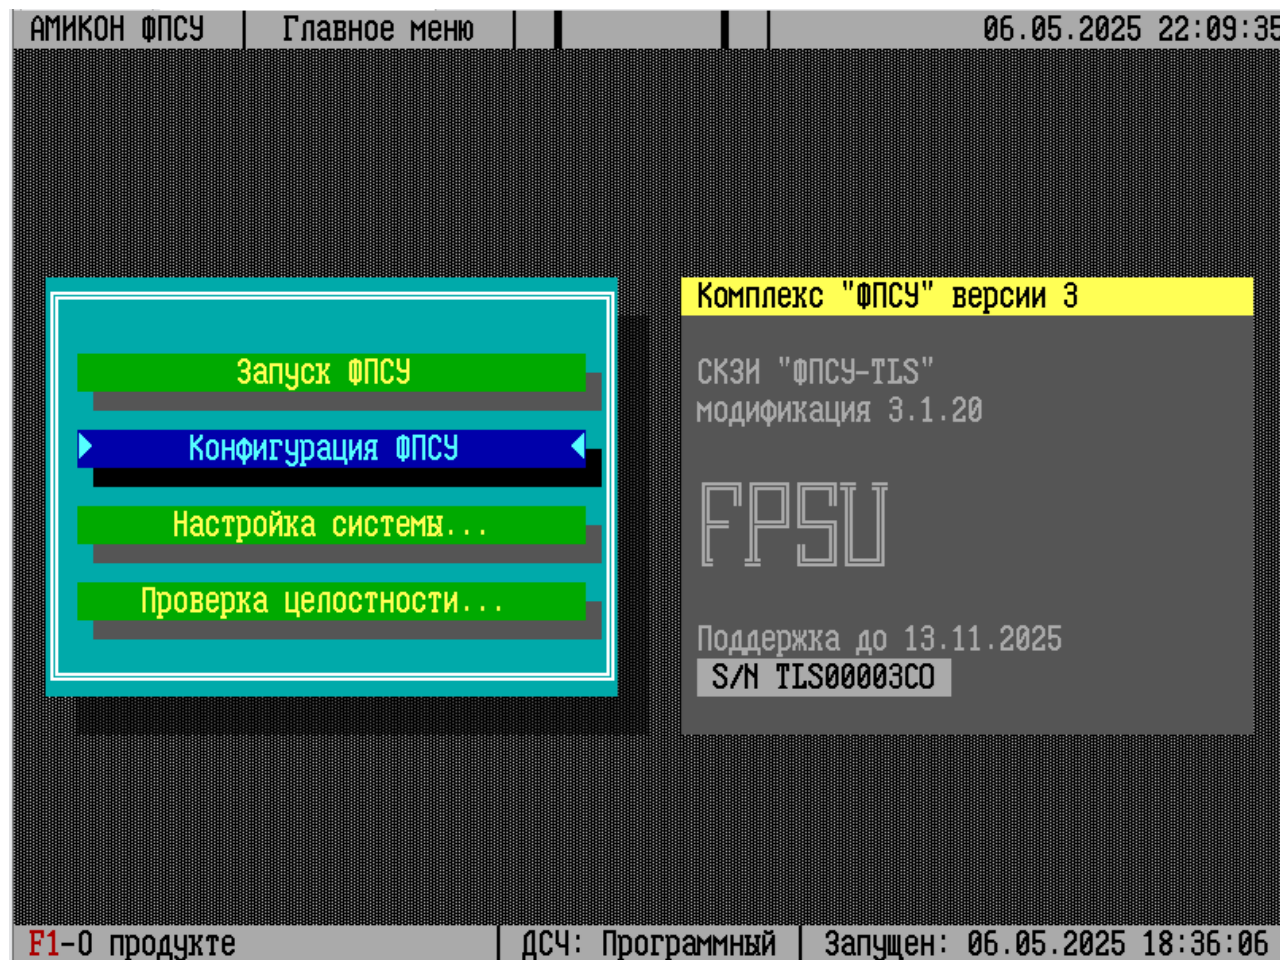 АМИКОН ФПСУ Главное меню 06.05.2025 22:09:35
Запуск ФПСУ
Конфигурация ФПСУ
Настройка системы...
Проверка целостности...
Комплекс "ФПСУ" версии 3
СКЗИ "ФПСУ-TLS"
модификация 3.1.20
FPSU
Поддержка до 13.11.2025
S/N TLS00003CO
F1-О продукте ДСЧ: Программный Запущен: 06.05.2025 18:36:06